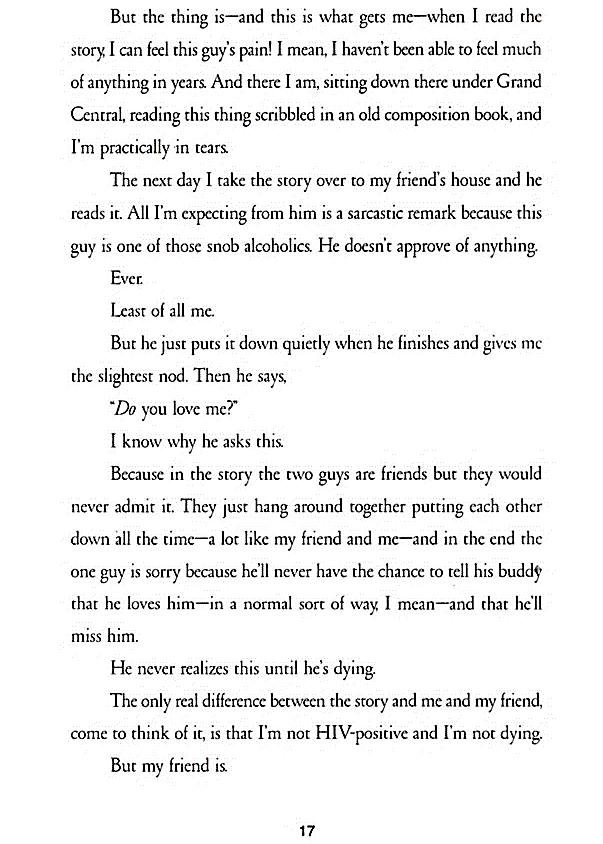 But the thing is—and this is what gets me—when I read the
story, I can feel this guy's pain! I mean, I haven't been able to feel much
of anything in years. And there I am, sitting down there under Grand
Central, reading this thing scribbled in an old composition book, and
I'm practically in tears.
The next day I take the story over to my friend's house and he
reads it. All I'm expecting from him is a sarcastic remark because this
guy is one of those snob alcoholics. He doesn't approve of anything.
Ever.
Least of all me.
But he just puts it down quietly when he finishes and gives me
the slightest nod. Then he says,
"Do you love me?"
I know why he asks this.
Because in the story the two guys are friends but they would
never admit it. They just hang around together putting each other
down all the time—a lot like my friend and me—and in the end the
one guy is sorry because he'll never have the chance to tell his buddy
that he loves him—in a normal sort of way, I mean—and that he'll
miss him.
He never realizes this until he's dying.
The only real difference between the story and me and my friend,
come to think of it, is that I'm not HIV-positive and I'm not dying.
But my friend is.
17